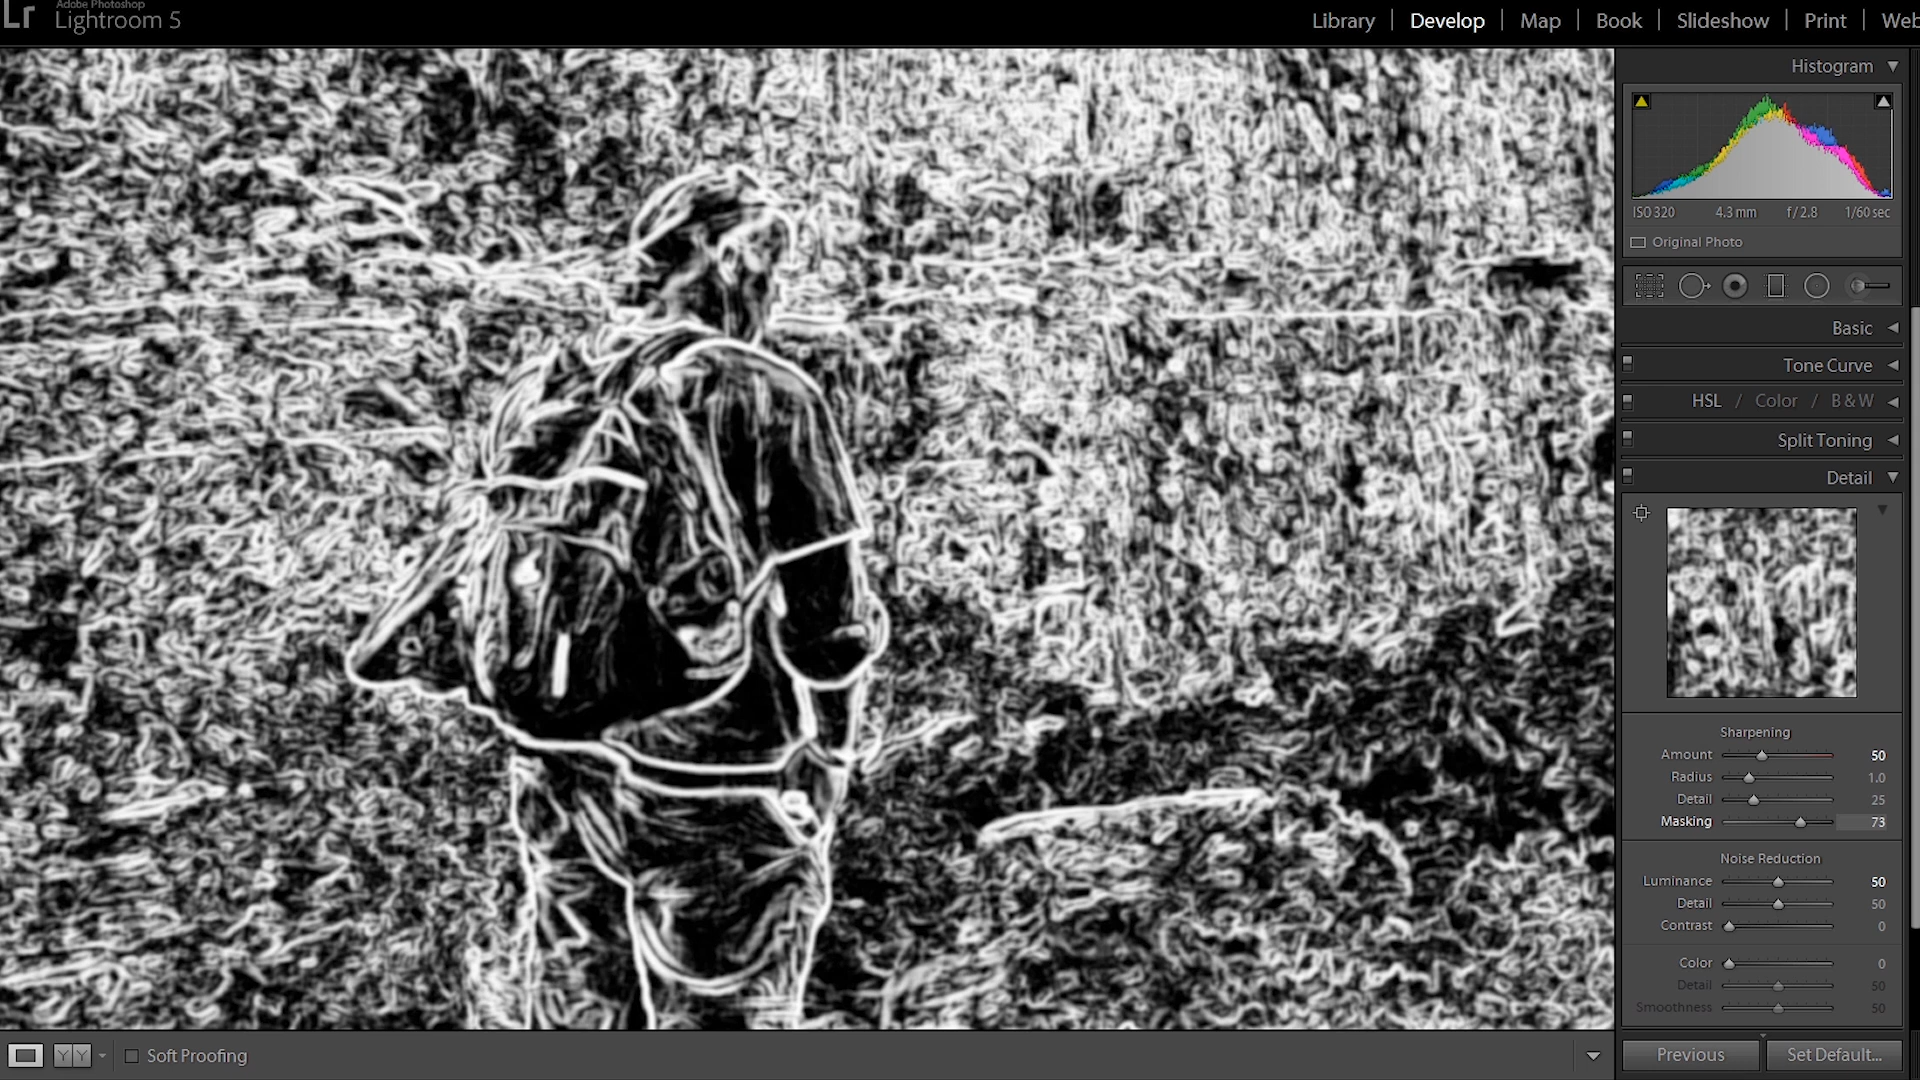 Lr
Adobe Photoshop
Lightroom 5
Library | Develop | Map | Book | Slideshow | Print | Web
Histogram
ISO 320 4.3 mm f / 2.8 1/60 sec
Original Photo
Basic
Tone Curve
HSL / Color / B & W
Split Toning
Detail
Sharpening
Amount 50
Radius 1.0
Detail 25
Masking 73
Noise Reduction
Luminance 50
Detail 50
Contrast 0
Color 0
Detail 50
Smoothness 50
Y Y
Soft Proofing
Previous
Set Default...